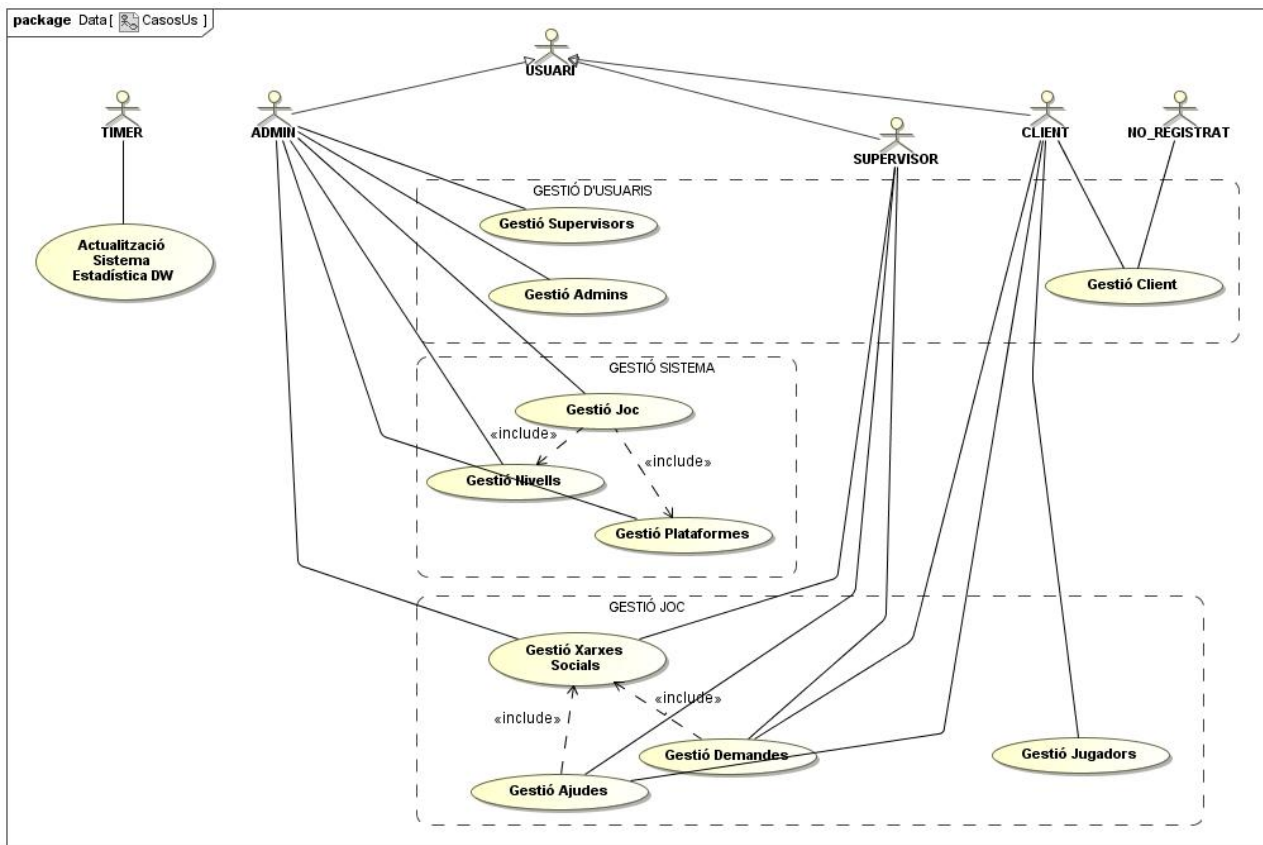 package Data [ CasosUs ]
USUARI
TIMER
ADMIN
SUPERVISOR
CLIENT
NO_REGISTRAT
GESTIÓ D'USUARIS
Gestió Supervisors
Actualització
Sistema
Estadística DW
Gestió Admins
Gestió Client
GESTIÓ SISTEMA
Gestió Joc
«include»
«include»
Gestió Nivells
Gestió Plataformes
GESTIÓ JOC
Gestió Xarxes
Socials
«include»
«include»
Gestió Demandes
Gestió Jugadors
Gestió Ajudes